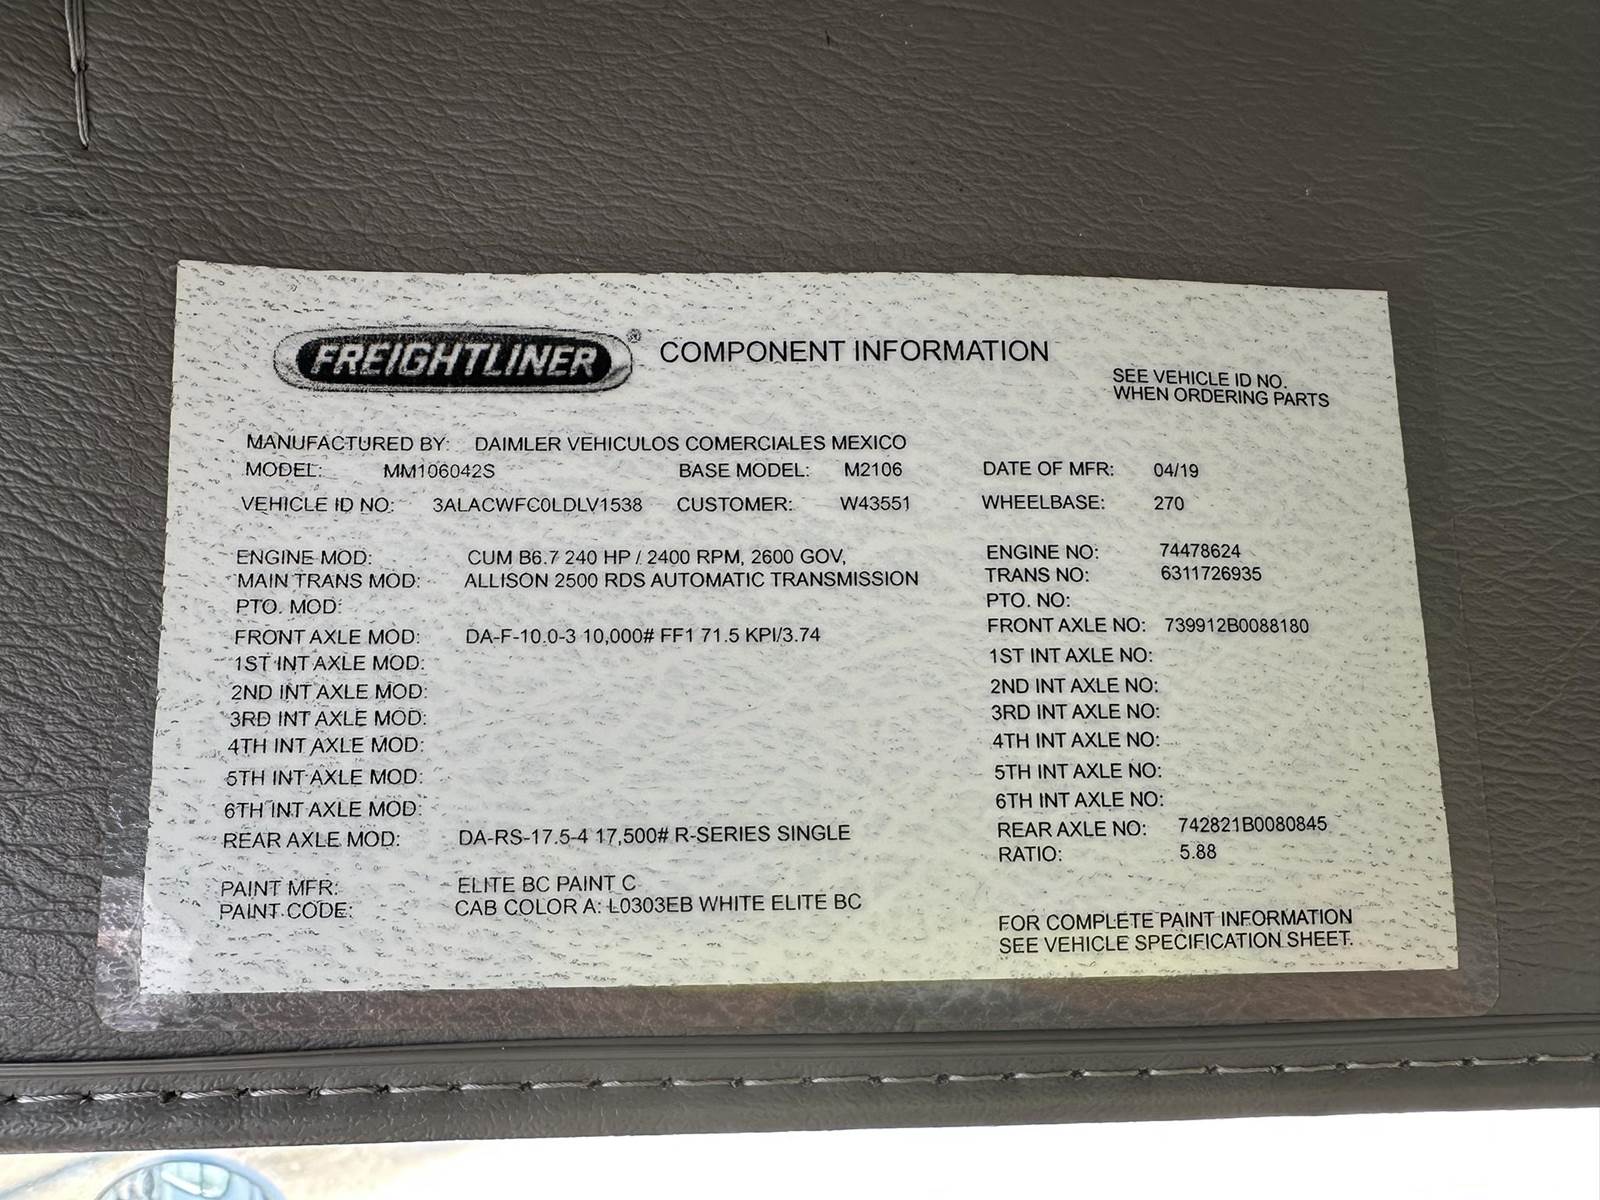 FREIGHTLINER® COMPONENT INFORMATION
SEE VEHICLE ID NO.
WHEN ORDERING PARTS
MANUFACTURED BY: DAIMLER VEHICULOS COMERCIALES MEXICO
MODEL: MM106042S BASE MODEL: M2106 DATE OF MFR: 04/19
VEHICLE ID NO: 3ALACWFC0LDLV1538 CUSTOMER: W43551 WHEELBASE: 270
ENGINE MOD: CUM B6.7 240 HP / 2400 RPM, 2600 GOV, ENGINE NO: 74478624
MAIN TRANS MOD: ALLISON 2500 RDS AUTOMATIC TRANSMISSION TRANS NO: 6311726935
PTO. MOD: PTO. NO:
FRONT AXLE MOD: DA-F-10.0-3 10,000# FF1 71.5 KPI/3.74 FRONT AXLE NO: 739912B0088180
1ST INT AXLE MOD: 1ST INT AXLE NO:
2ND INT AXLE MOD: 2ND INT AXLE NO:
3RD INT AXLE MOD: 3RD INT AXLE NO:
4TH INT AXLE MOD: 4TH INT AXLE NO:
5TH INT AXLE MOD: 5TH INT AXLE NO:
6TH INT AXLE MOD: 6TH INT AXLE NO:
REAR AXLE MOD: DA-RS-17.5-4 17,500# R-SERIES SINGLE REAR AXLE NO: 742821B0080845
RATIO: 5.88
PAINT MFR: ELITE BC PAINT C
PAINT CODE: CAB COLOR A: L0303EB WHITE ELITE BC
FOR COMPLETE PAINT INFORMATION
SEE VEHICLE SPECIFICATION SHEET.